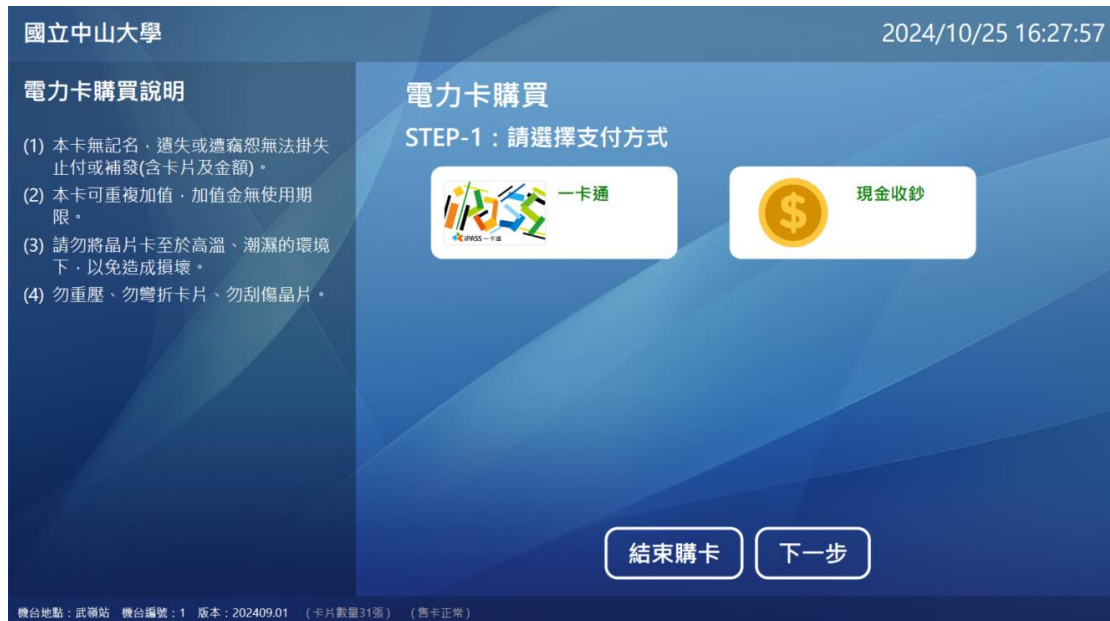 國立中山大學
2024/10/25 16:27:57
電力卡購買說明
(1) 本卡無記名，遺失或遭竊恕無法掛失
止付或補發(含卡片及金額)。
(2) 本卡可重複加值，加值金無使用期
限。
(3) 請勿將晶片卡至於高溫、潮濕的環境
下，以免造成損壞。
(4) 勿重壓、勿彎折卡片、勿刮傷晶片。
電力卡購買
STEP-1：請選擇支付方式
iPASS
iPASS 一卡通
一卡通
$
現金收鈔
結束購卡
下一步
機台地點：武嶺站 機台編號：1 版本：202409.01 （卡片數量31張） （售卡正常）